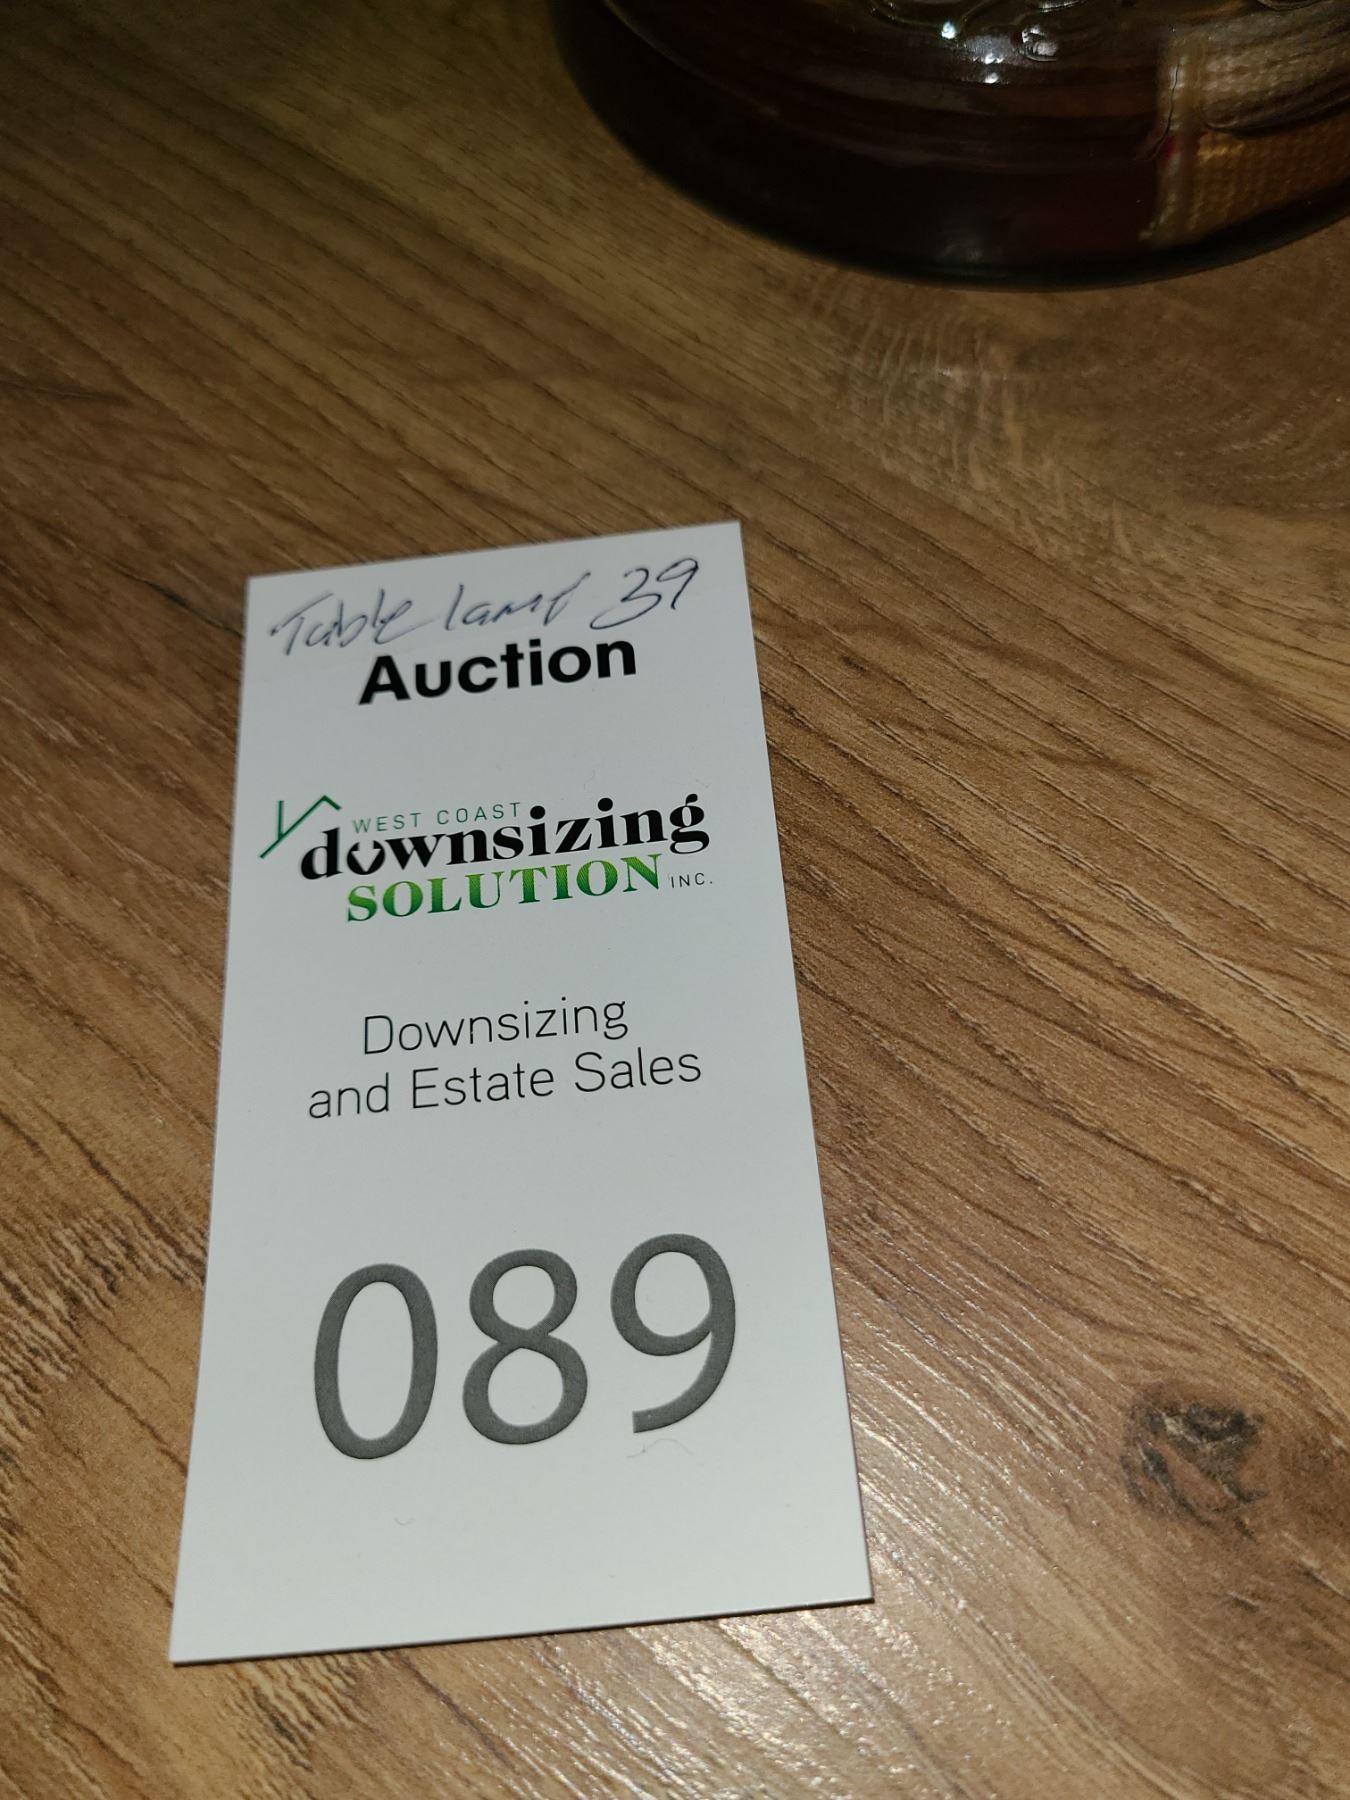 Table lamp 39
Auction
WEST COAST
downsizing
SOLUTION INC.
Downsizing
and Estate Sales
089